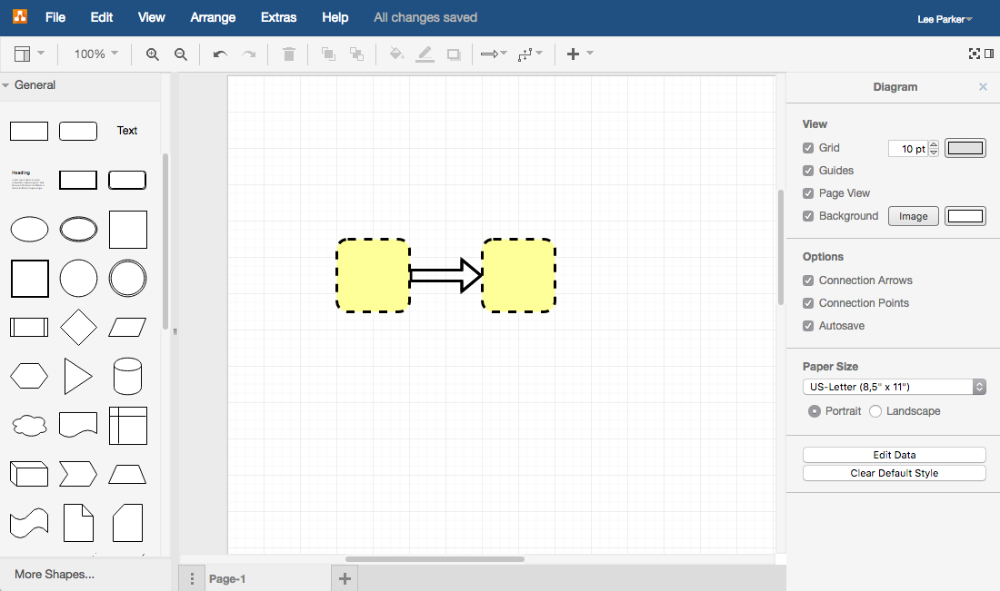 File Edit View Arrange Extras Help All changes saved
Lee Parker
100%
General
Text
Heading
More Shapes...
Page-1
Diagram
View
Grid 10 pt
Guides
Page View
Background Image
Options
Connection Arrows
Connection Points
Autosave
Paper Size
US-Letter (8,5" x 11")
Portrait Landscape
Edit Data
Clear Default Style